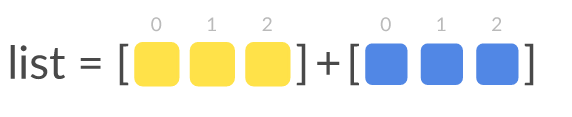 0 1 2 0 1 2
list = [ ] + [ ]